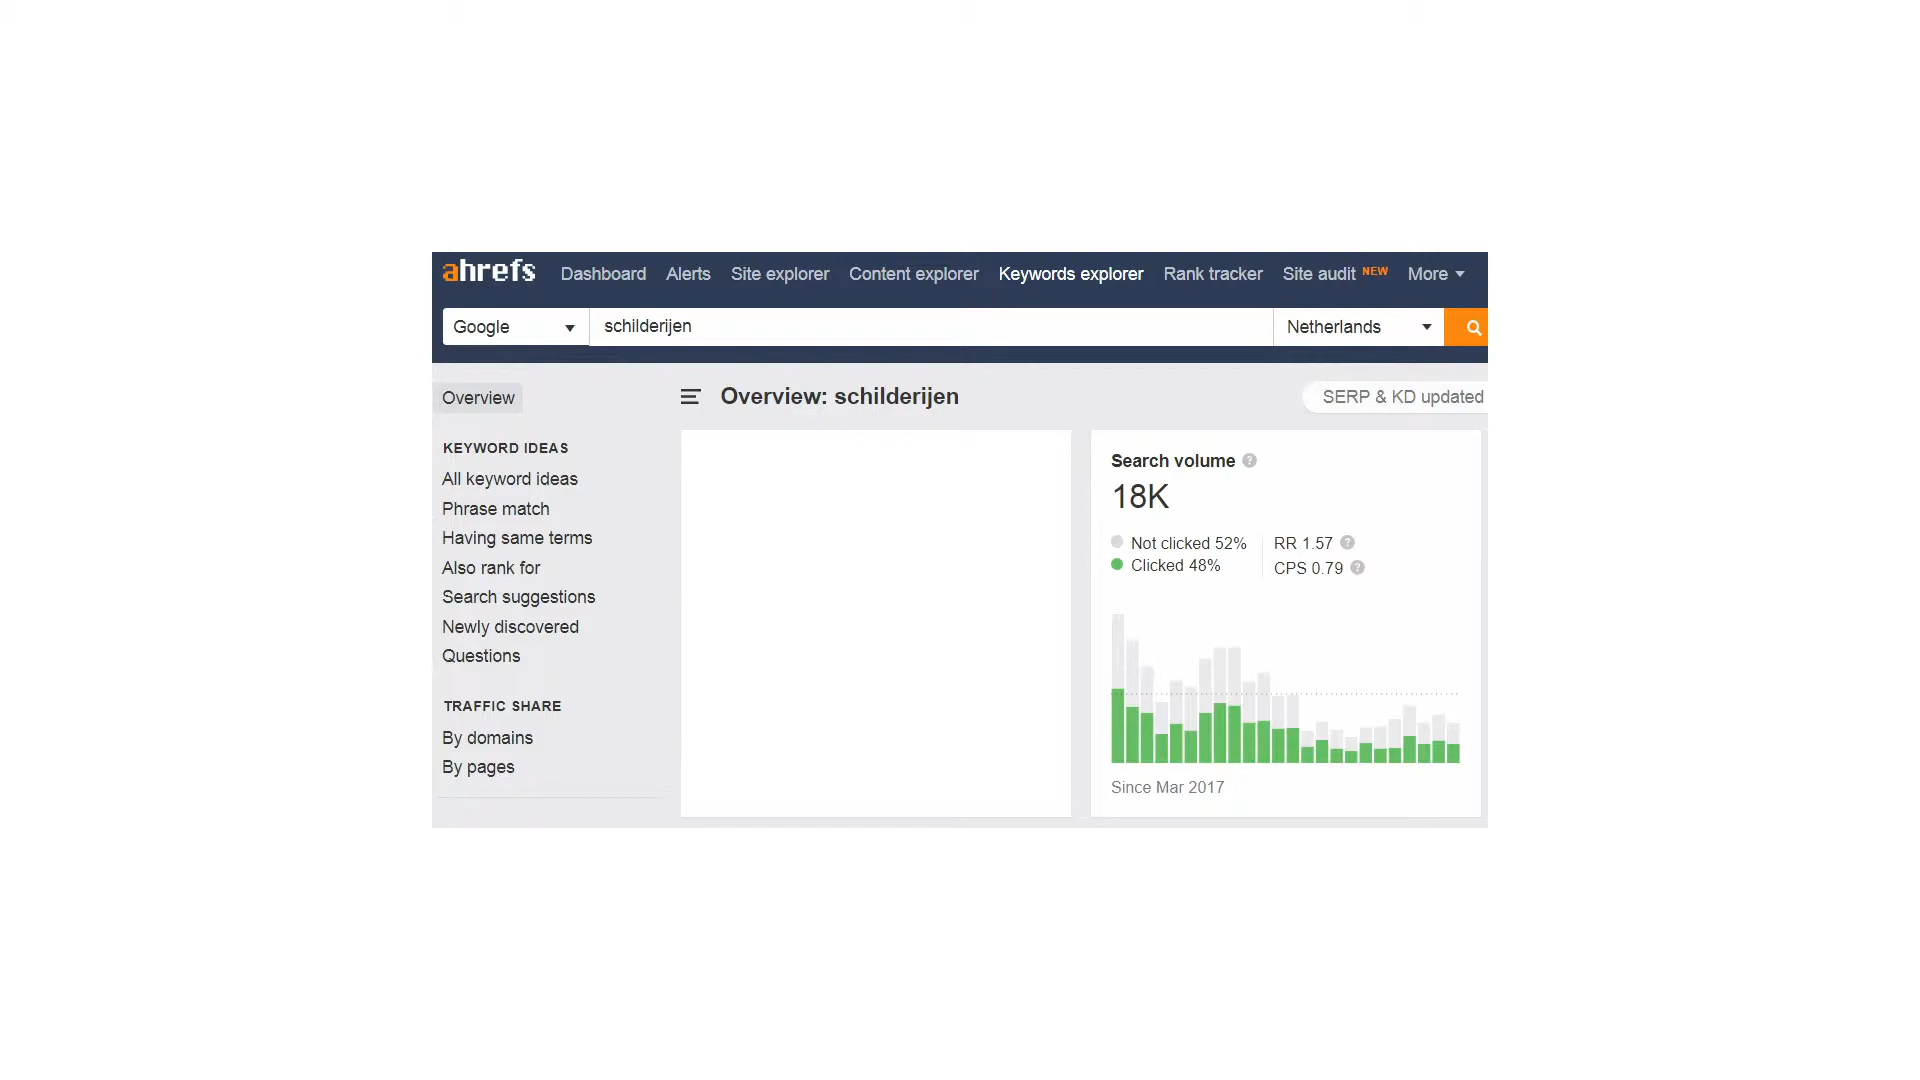 ahrefs Dashboard Alerts Site explorer Content explorer Keywords explorer Rank tracker Site audit NEW More
Google schilderijen Netherlands
Overview
KEYWORD IDEAS
All keyword ideas
Phrase match
Having same terms
Also rank for
Search suggestions
Newly discovered
Questions
TRAFFIC SHARE
By domains
By pages
Overview: schilderijen
SERP & KD updated
Search volume ?
18K
Not clicked 52% RR 1.57 ?
Clicked 48% CPS 0.79 ?
Since Mar 2017